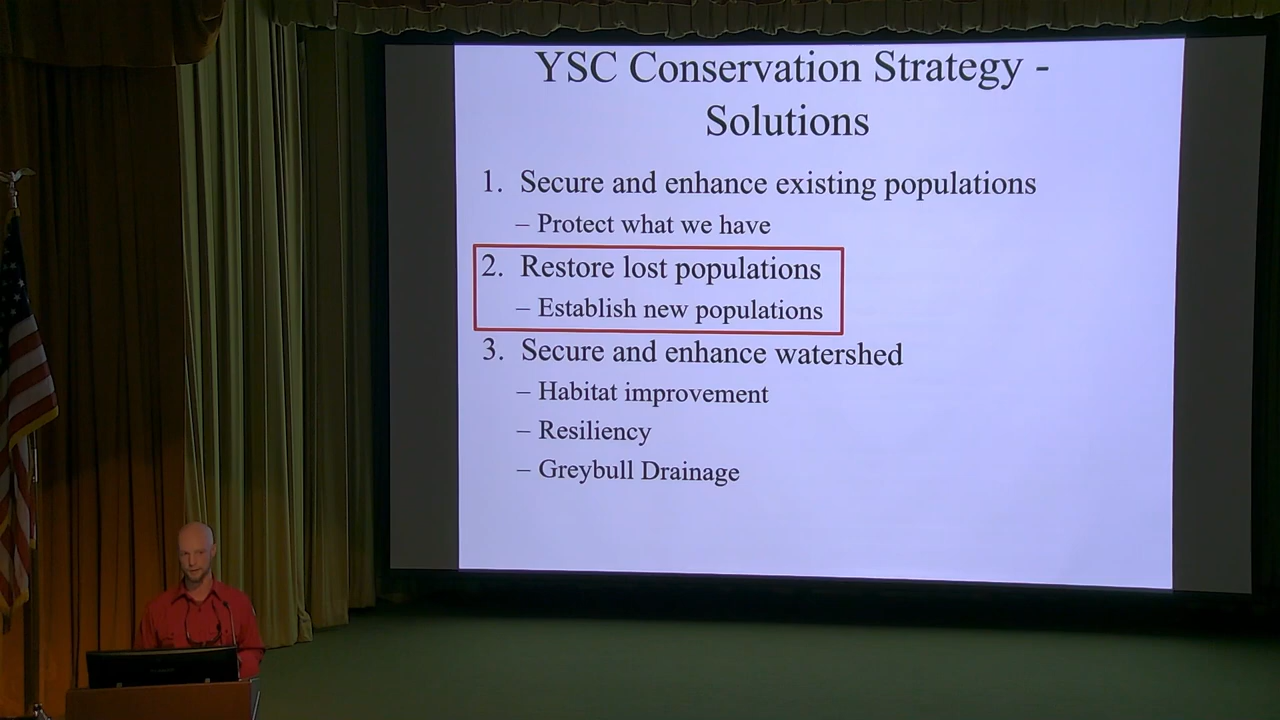 YSC Conservation Strategy -
Solutions
1. Secure and enhance existing populations
– Protect what we have
2. Restore lost populations
– Establish new populations
3. Secure and enhance watershed
– Habitat improvement
– Resiliency
– Greybull Drainage